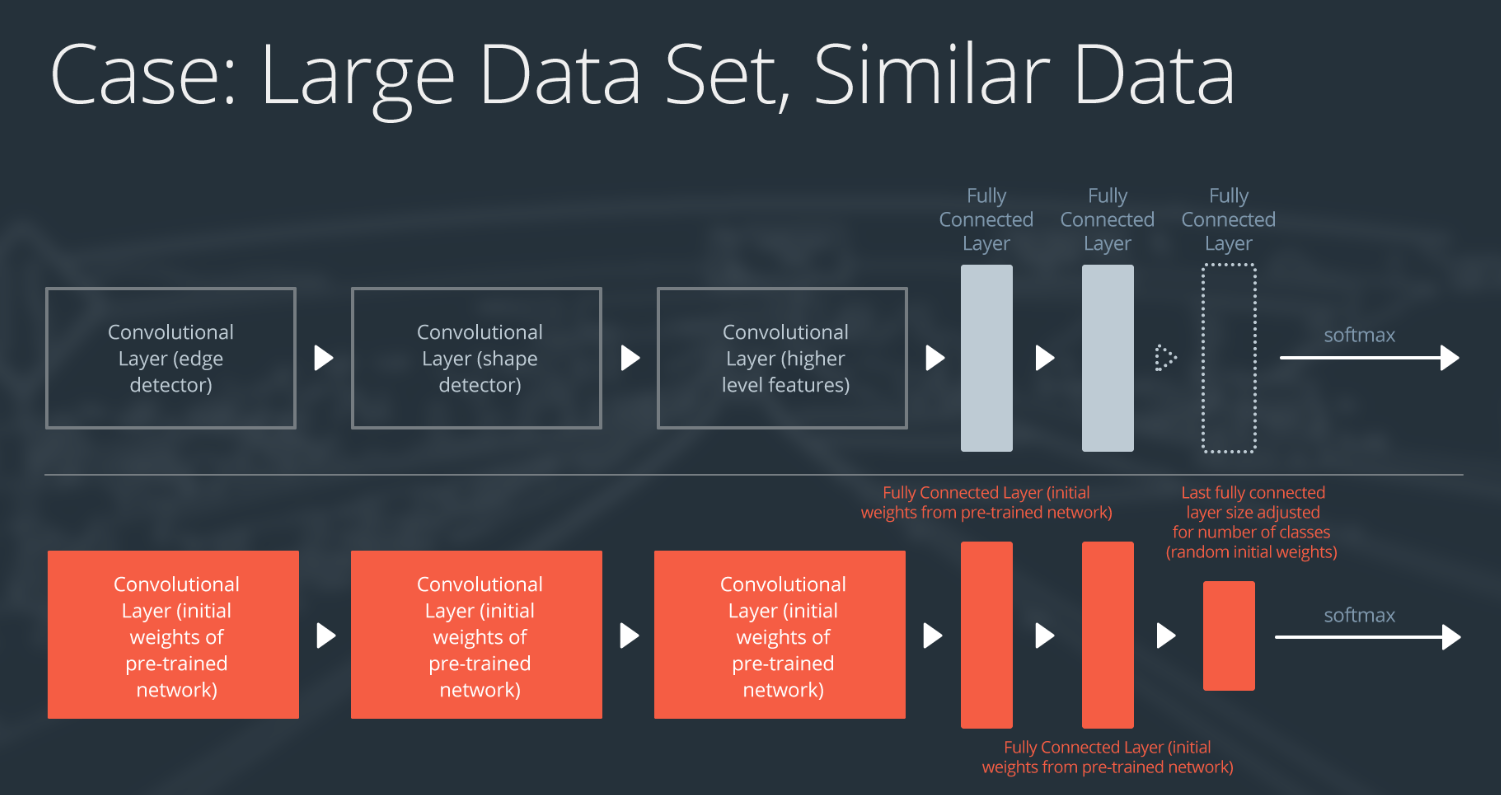 Case: Large Data Set, Similar Data
Fully
Connected
Layer
Fully
Connected
Layer
Fully
Connected
Layer
Convolutional
Layer (edge
detector)
Convolutional
Layer (shape
detector)
Convolutional
Layer (higher
level features)
softmax
Fully Connected Layer (initial
weights from pre-trained network)
Last fully connected
layer size adjusted
for number of classes
(random initial weights)
Convolutional
Layer (initial
weights of
pre-trained
network)
Convolutional
Layer (initial
weights of
pre-trained
network)
Convolutional
Layer (initial
weights of
pre-trained
network)
softmax
Fully Connected Layer (initial
weights from pre-trained network)